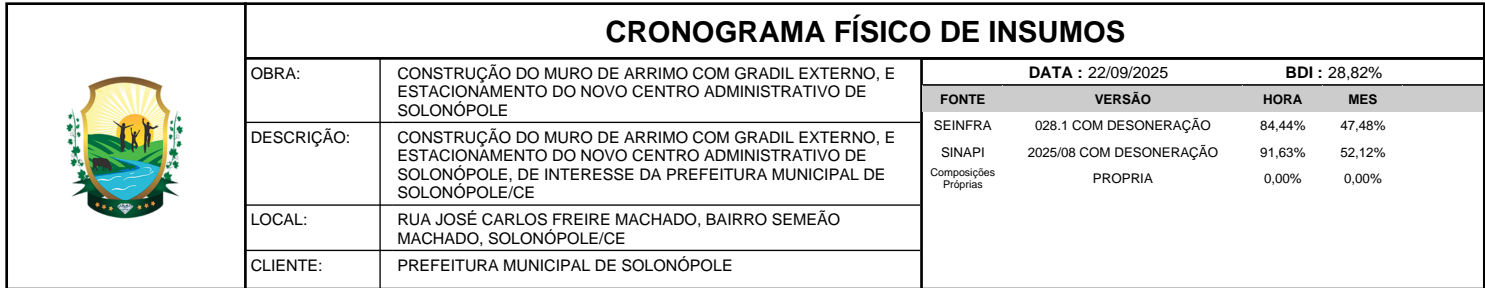 CRONOGRAMA FÍSICO DE INSUMOS
OBRA:
CONSTRUÇÃO DO MURO DE ARRIMO COM GRADIL EXTERNO, E
ESTACIONAMENTO DO NOVO CENTRO ADMINISTRATIVO DE
SOLONÓPOLE
DESCRIÇÃO:
CONSTRUÇÃO DO MURO DE ARRIMO COM GRADIL EXTERNO, E
ESTACIONAMENTO DO NOVO CENTRO ADMINISTRATIVO DE
SOLONÓPOLE, DE INTERESSE DA PREFEITURA MUNICIPAL DE
SOLONÓPOLE/CE
LOCAL:
RUA JOSÉ CARLOS FREIRE MACHADO, BAIRRO SEMEÃO
MACHADO, SOLONÓPOLE/CE
CLIENTE:
PREFEITURA MUNICIPAL DE SOLONÓPOLE
DATA : 22/09/2025 BDI : 28,82%
FONTE VERSÃO HORA MES
SEINFRA 028.1 COM DESONERAÇÃO 84,44% 47,48%
SINAPI 2025/08 COM DESONERAÇÃO 91,63% 52,12%
Composições
Próprias
PROPRIA 0,00% 0,00%